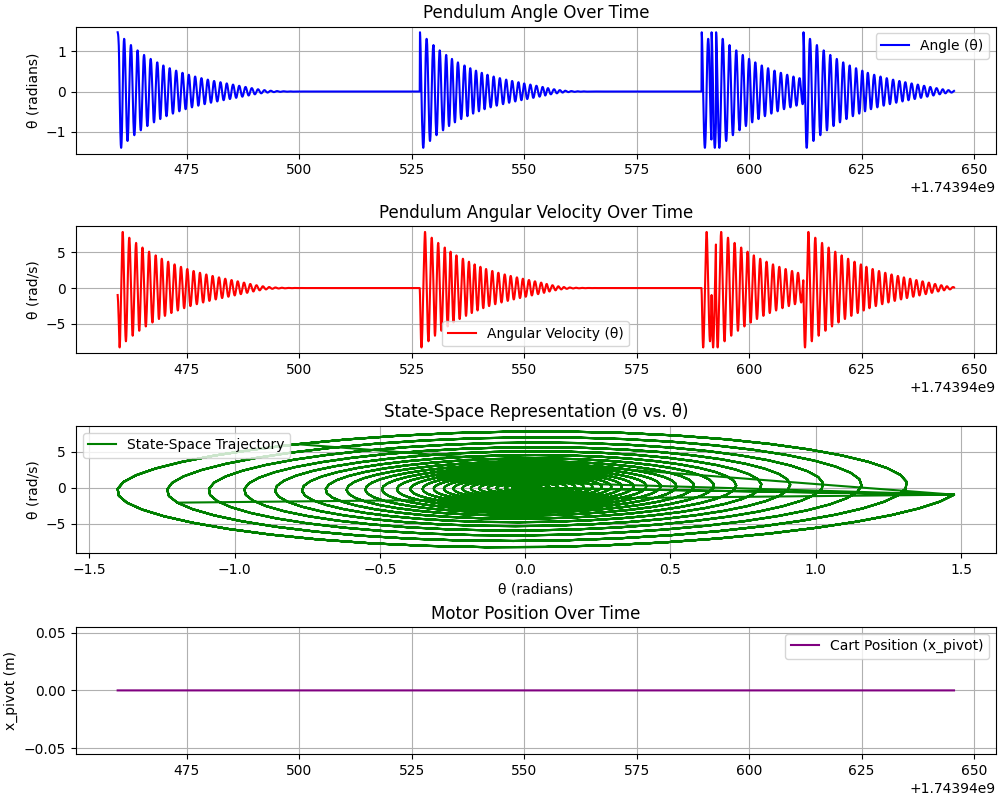 Pendulum Angle Over Time
θ (radians)
1
0
−1
Angle (θ)
475 500 525 550 575 600 625 650
+1.74394e9
Pendulum Angular Velocity Over Time
θ (rad/s)
5
0
−5
Angular Velocity (θ)
475 500 525 550 575 600 625 650
+1.74394e9
State-Space Representation (θ vs. θ)
θ (rad/s)
5
0
−5
State-Space Trajectory
−1.5 −1.0 −0.5 0.0 0.5 1.0 1.5
θ (radians)
Motor Position Over Time
x_pivot (m)
0.05
0.00
−0.05
Cart Position (x_pivot)
475 500 525 550 575 600 625 650
+1.74394e9